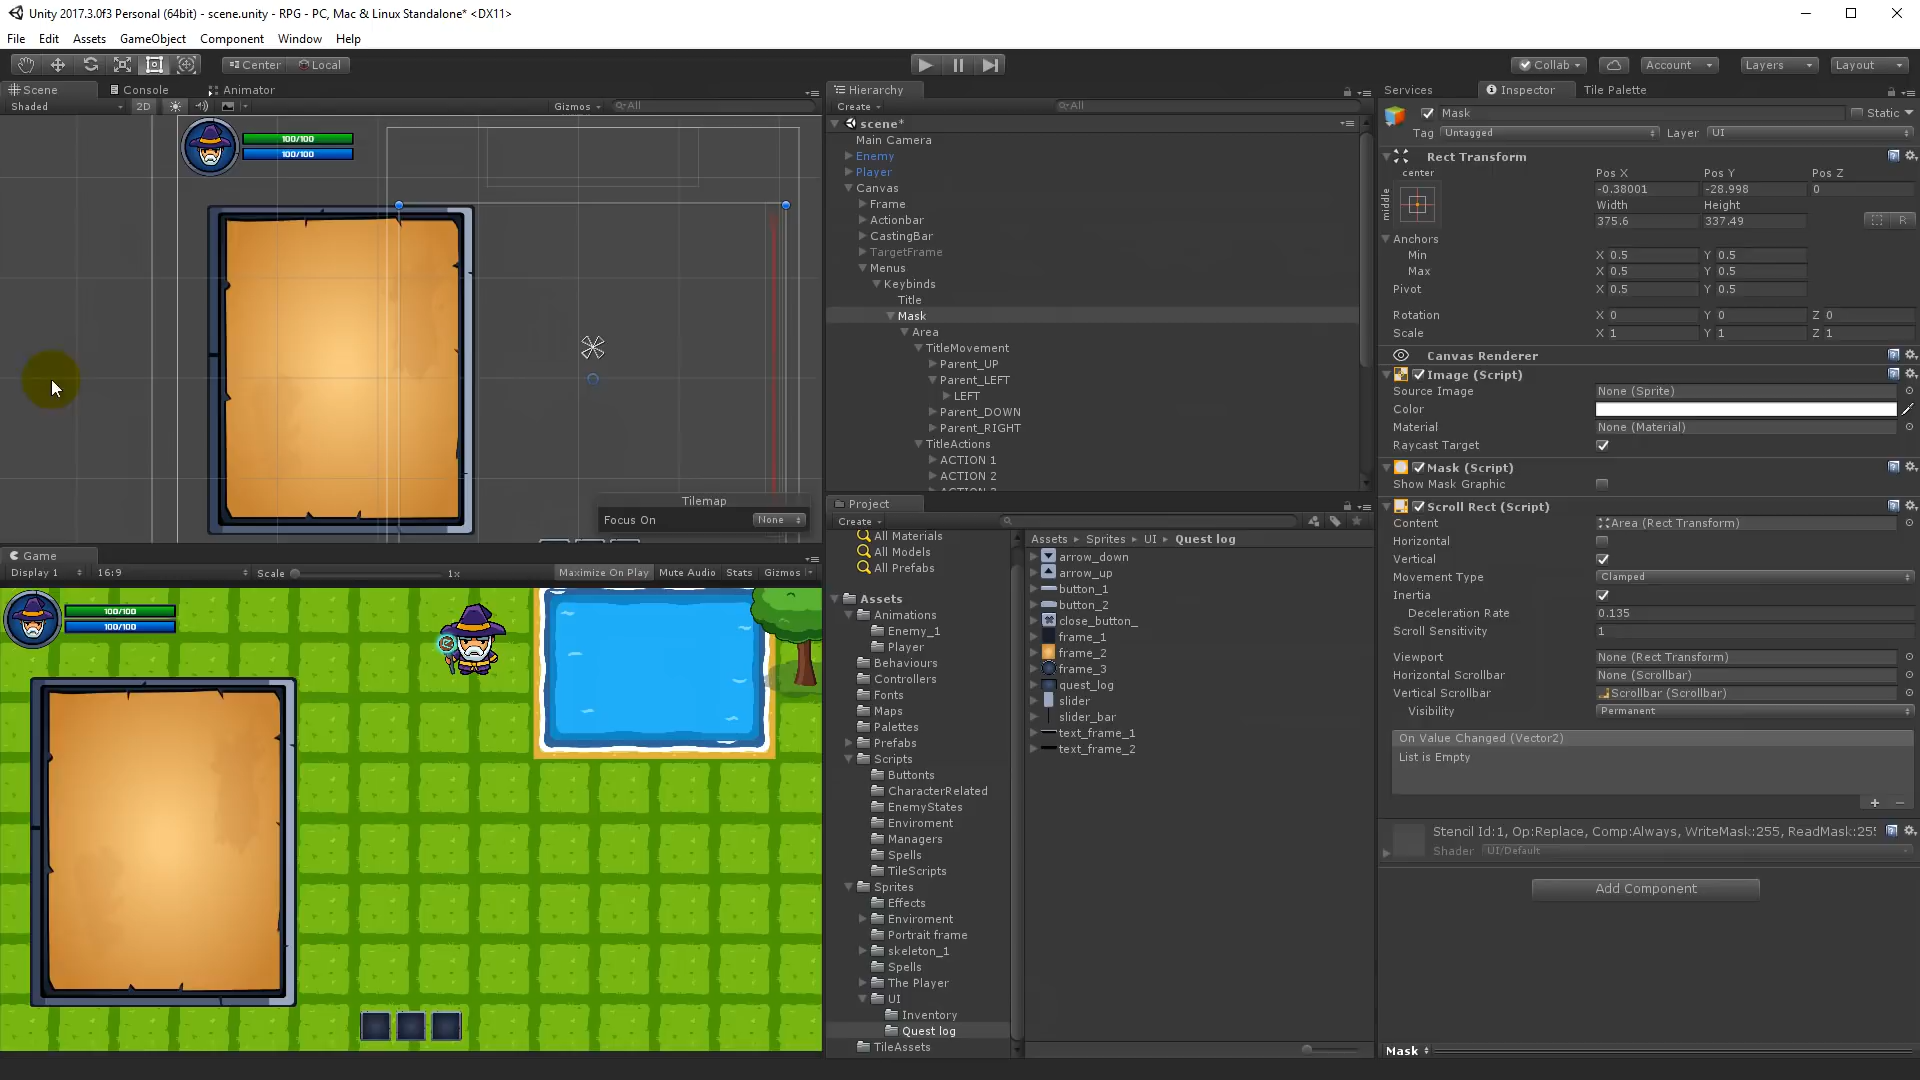 Unity 2017.3.0f3 Personal (64bit) - scene.unity - RPG - PC, Mac & Linux Standalone* <DX11>
File Edit Assets GameObject Component Window Help
Center Local
Collab Account Layers Layout
Scene Console Animator
Shaded 2D Gizmos All
100/100
100/100
Tilemap
Focus On None
Game
Display 1 16:9 Scale 1x Maximize On Play Mute Audio Stats Gizmos
100/100
100/100
Hierarchy
Create All
scene*
Main Camera
Enemy
Player
Canvas
Frame
Actionbar
CastingBar
TargetFrame
Menus
Keybinds
Title
Mask
Area
TitleMovement
Parent_UP
Parent_LEFT
LEFT
Parent_DOWN
Parent_RIGHT
TitleActions
ACTION 1
ACTION 2
Project
Create
All Materials
All Models
All Prefabs
Assets
Animations
Enemy_1
Player
Behaviours
Controllers
Fonts
Maps
Palettes
Prefabs
Scripts
Buttonts
CharacterRelated
EnemyStates
Enviroment
Managers
Spells
TileScripts
Sprites
Effects
Enviroment
Portrait frame
skeleton_1
Spells
The Player
UI
Inventory
Quest log
TileAssets
Assets Sprites UI Quest log
arrow_down
arrow_up
button_1
button_2
close_button_
frame_1
frame_2
frame_3
quest_log
slider
slider_bar
text_frame_1
text_frame_2
Services Inspector Tile Palette
Mask Static
Tag Untagged Layer UI
Rect Transform
center Pos X Pos Y Pos Z
middle -0.38001 -28.998 0
Width Height
375.6 337.49 R
Anchors
Min X 0.5 Y 0.5
Max X 0.5 Y 0.5
Pivot X 0.5 Y 0.5
Rotation X 0 Y 0 Z 0
Scale X 1 Y 1 Z 1
Canvas Renderer
Image (Script)
Source Image None (Sprite)
Color
Material None (Material)
Raycast Target
Mask (Script)
Show Mask Graphic
Scroll Rect (Script)
Content Area (Rect Transform)
Horizontal
Vertical
Movement Type Clamped
Inertia
Deceleration Rate 0.135
Scroll Sensitivity 1
Viewport None (Rect Transform)
Horizontal Scrollbar None (Scrollbar)
Vertical Scrollbar Scrollbar (Scrollbar)
Visibility Permanent
On Value Changed (Vector2)
List is Empty
Stencil Id:1, Op:Replace, Comp:Always, WriteMask:255, ReadMask:255
Shader UI/Default
Add Component
Mask